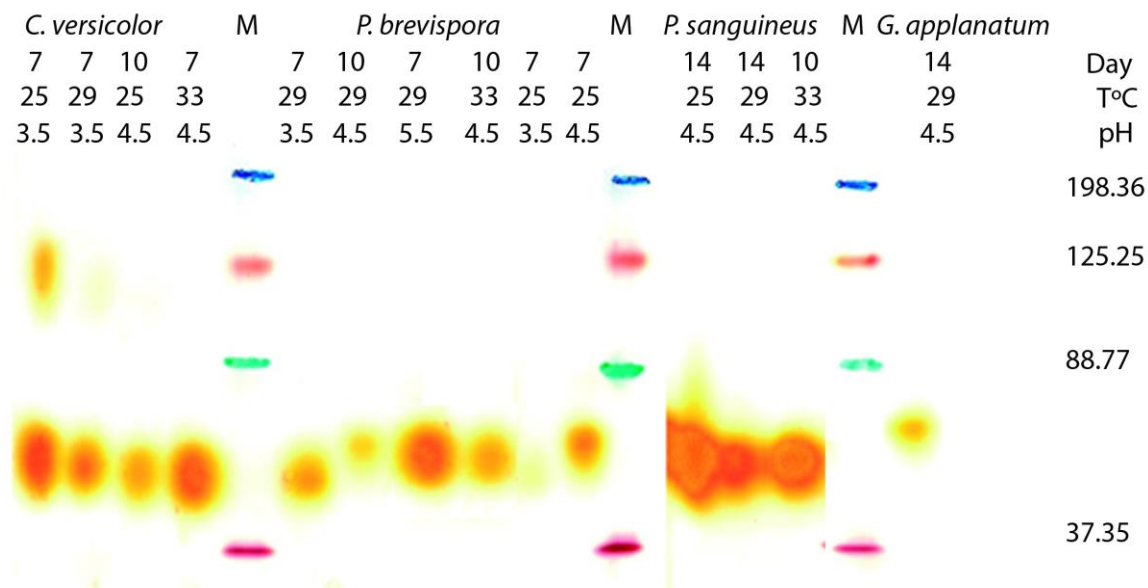 C. versicolor M P. brevispora M P. sanguineus M G. applanatum
7 7 10 7 7 10 7 10 7 7 14 14 10 14 Day
25 29 25 33 29 29 29 33 25 25 25 29 33 29 TºC
3.5 3.5 4.5 4.5 3.5 4.5 5.5 4.5 3.5 4.5 4.5 4.5 4.5 4.5 pH
198.36
125.25
88.77
37.35